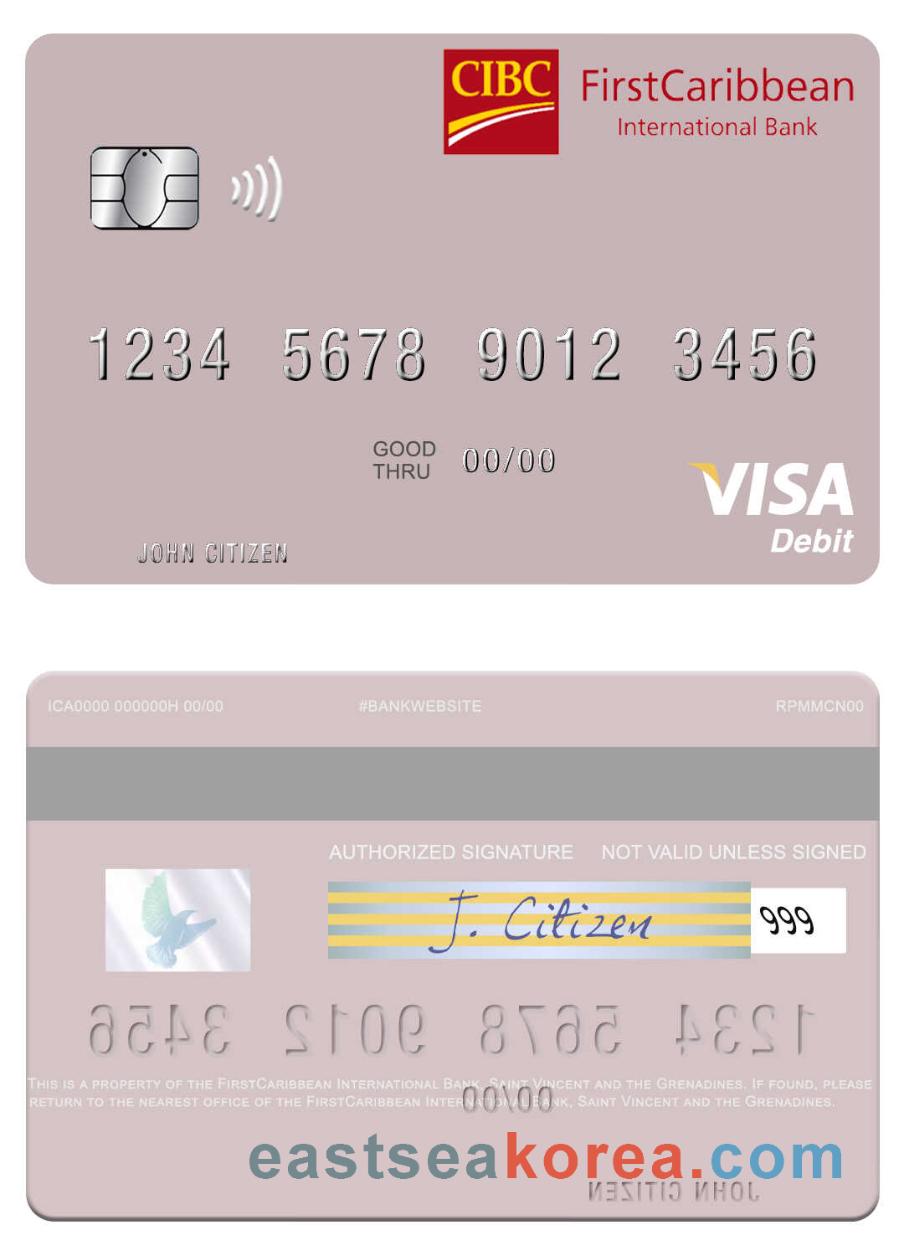 CIBC FirstCaribbean
International Bank
1234 5678 9012 3456
GOOD
THRU 00/00
VISA
Debit
JOHN CITIZEN
ICA0000 000000H 00/00 #BANKWEBSITE RPMMCN00
AUTHORIZED SIGNATURE NOT VALID UNLESS SIGNED
J. Citizen 999
1234 5678 9012 3456
THIS IS A PROPERTY OF THE FIRSTCARIBBEAN INTERNATIONAL BANK, SAINT VINCENT AND THE GRENADINES. IF FOUND, PLEASE
RETURN TO THE NEAREST OFFICE OF THE FIRSTCARIBBEAN INTERNATIONAL BANK, SAINT VINCENT AND THE GRENADINES.
00/00
eastseakorea.com
JOHN CITIZEN